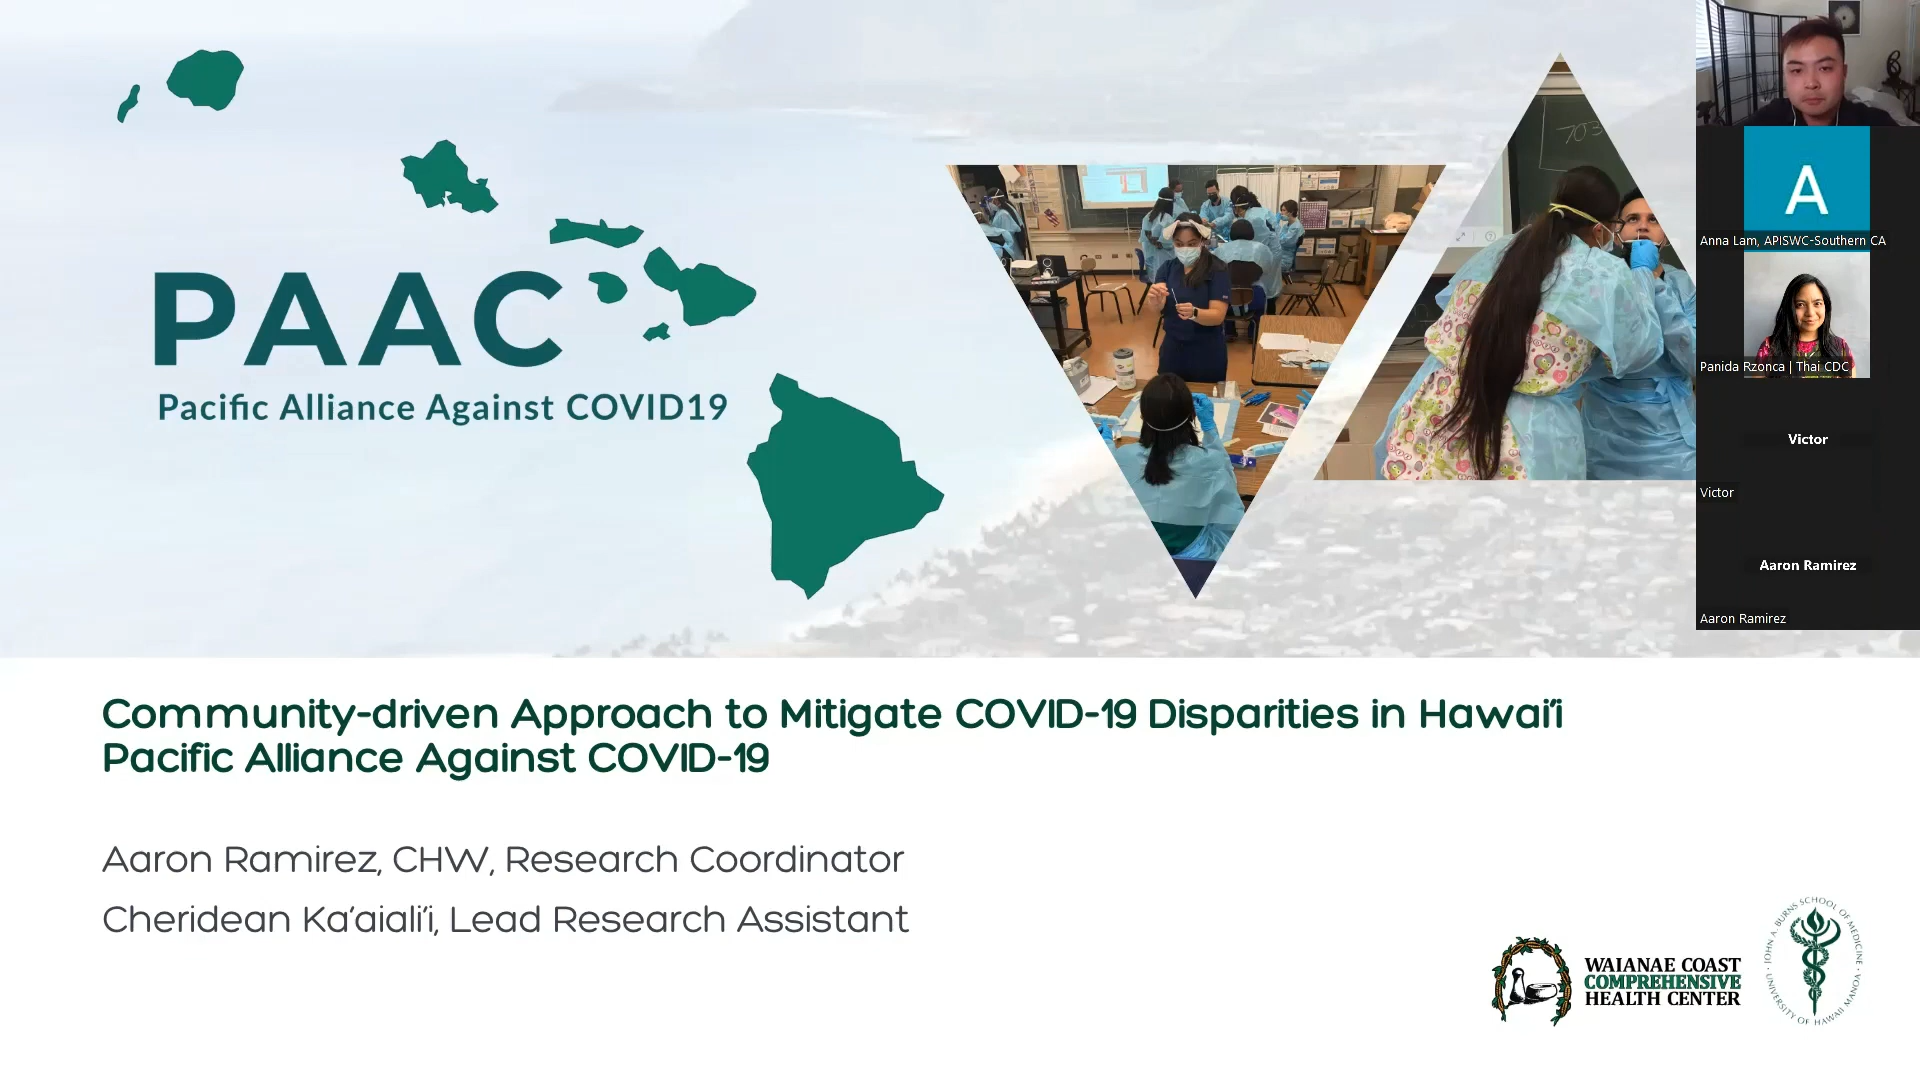 PAAC
Pacific Alliance Against COVID19
703
Anna Lam, APISWC-Southern CA
A
Panida Rzonca | Thai CDC
Victor
Victor
Aaron Ramirez
Aaron Ramirez
Community-driven Approach to Mitigate COVID-19 Disparities in Hawai‘i
Pacific Alliance Against COVID-19
Aaron Ramirez, CHW, Research Coordinator
Cheridean Ka‘aiali‘i, Lead Research Assistant
WAIANAE COAST
COMPREHENSIVE
HEALTH CENTER
JOHN A. BURNS SCHOOL OF MEDICINE
UNIVERSITY OF HAWAII MANOA